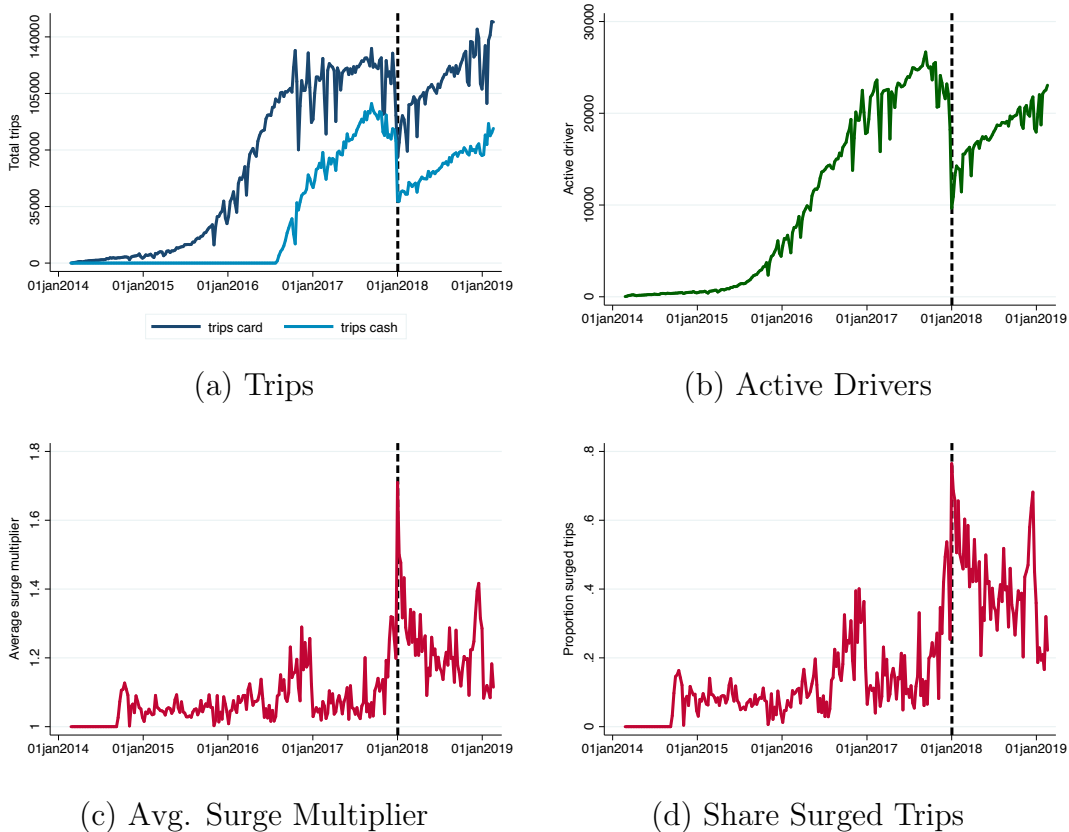 Total trips
140000
105000
70000
35000
0
01jan2014 01jan2015 01jan2016 01jan2017 01jan2018 01jan2019
trips card trips cash
(a) Trips
Active driver
30000
20000
10000
0
01jan2014 01jan2015 01jan2016 01jan2017 01jan2018 01jan2019
(b) Active Drivers
Average surge multiplier
1.8
1.6
1.4
1.2
1
01jan2014 01jan2015 01jan2016 01jan2017 01jan2018 01jan2019
(c) Avg. Surge Multiplier
Proportion surged trips
.8
.6
.4
.2
0
01jan2014 01jan2015 01jan2016 01jan2017 01jan2018 01jan2019
(d) Share Surged Trips